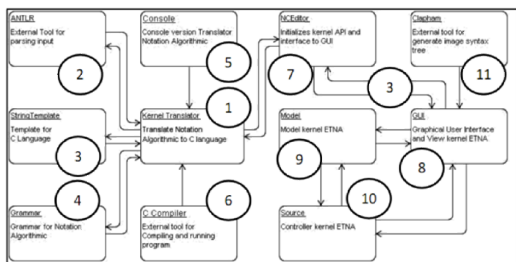 ANTLR
External Tool for
parsing input
2
Console
Console version Translator
Notation Algorithmic
5
NCEditor
Initializes kernel API and
interface to GUI
7
3
Clapham
External tool for
generate image syntax
tree
11
StringTemplate
Template for
C Language
3
Kernel Translator
Translate Notation
Algorithmic to C language
1
Model
Model kernel ETNA
9
GUI
Graphical User Interface
and View kernel ETNA
8
Grammar
Grammar for Notation
Algorithmic
4
C Compiler
External tool for
Compiling and running
program
6
Source
Controller kernel ETNA
10